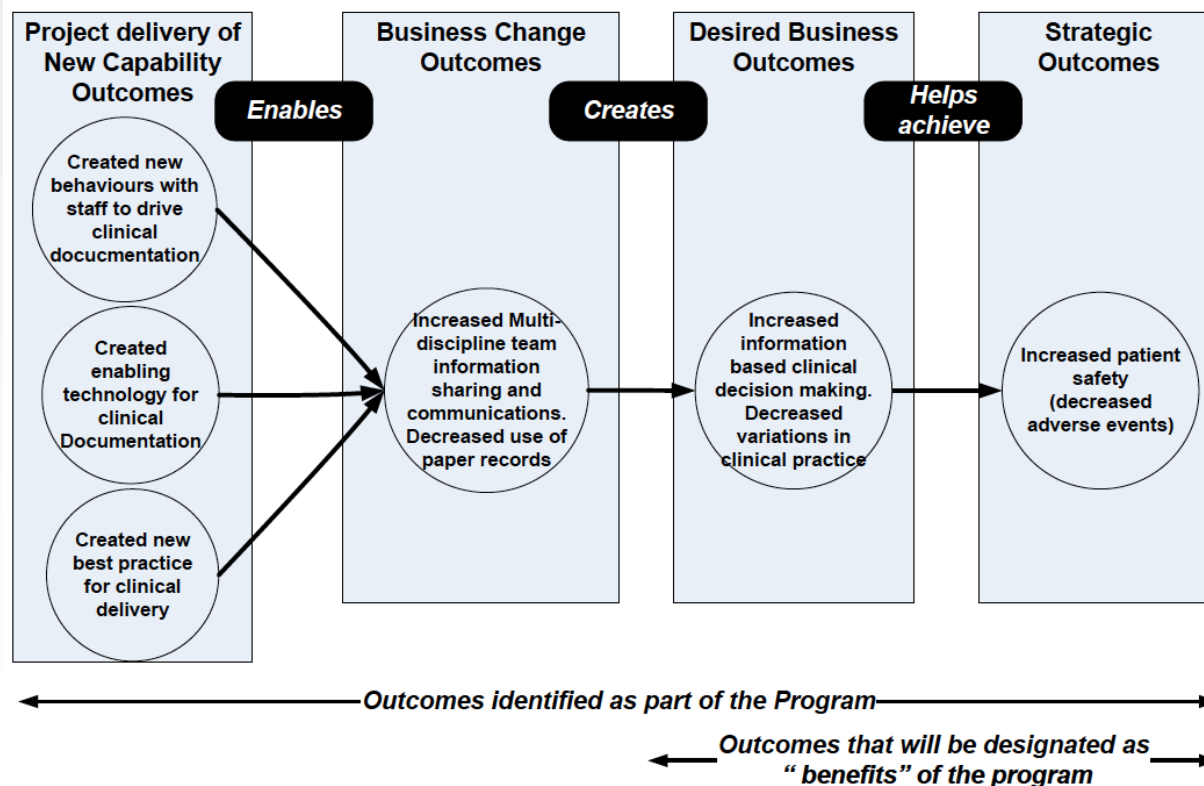 Project delivery of
New Capability
Outcomes
Enables
Business Change
Outcomes
Creates
Desired Business
Outcomes
Helps
achieve
Strategic
Outcomes
Created new
behaviours with
staff to drive
clinical
docucmentation
Created
enabling
technology for
clinical
Documentation
Created new
best practice
for clinical
delivery
Increased Multi-
discipline team
information
sharing and
communications.
Decreased use of
paper records
Increased
information
based clinical
decision making.
Decreased
variations in
clinical practice
Increased patient
safety
(decreased
adverse events)
Outcomes identified as part of the Program
Outcomes that will be designated as
“ benefits” of the program